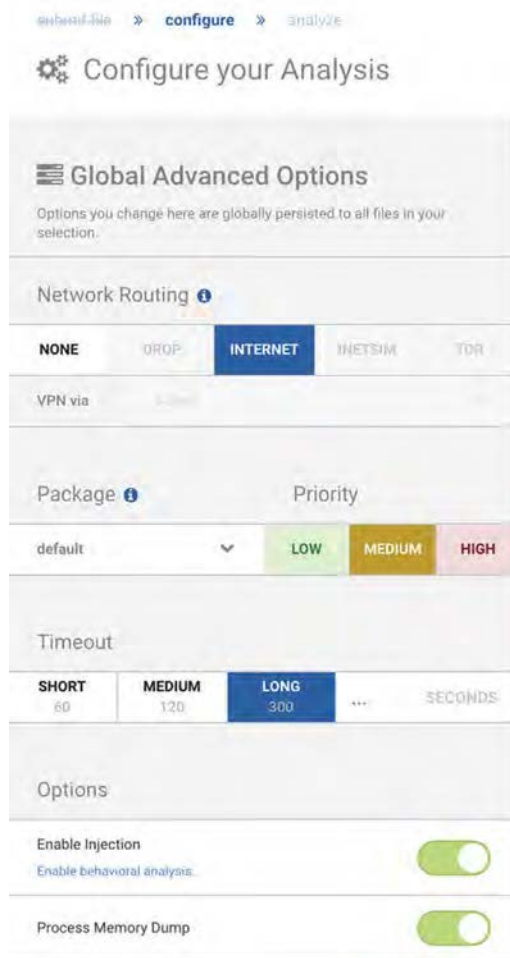 submit file » configure » analyze
Configure your Analysis
Global Advanced Options
Options you change here are globally persisted to all files in your
selection.
Network Routing
NONE DROP INTERNET INETSIM TOR
VPN via
Package Priority
default LOW MEDIUM HIGH
Timeout
SHORT MEDIUM LONG
60 120 300 ... SECONDS
Options
Enable Injection
Enable behavioral analysis.
Process Memory Dump